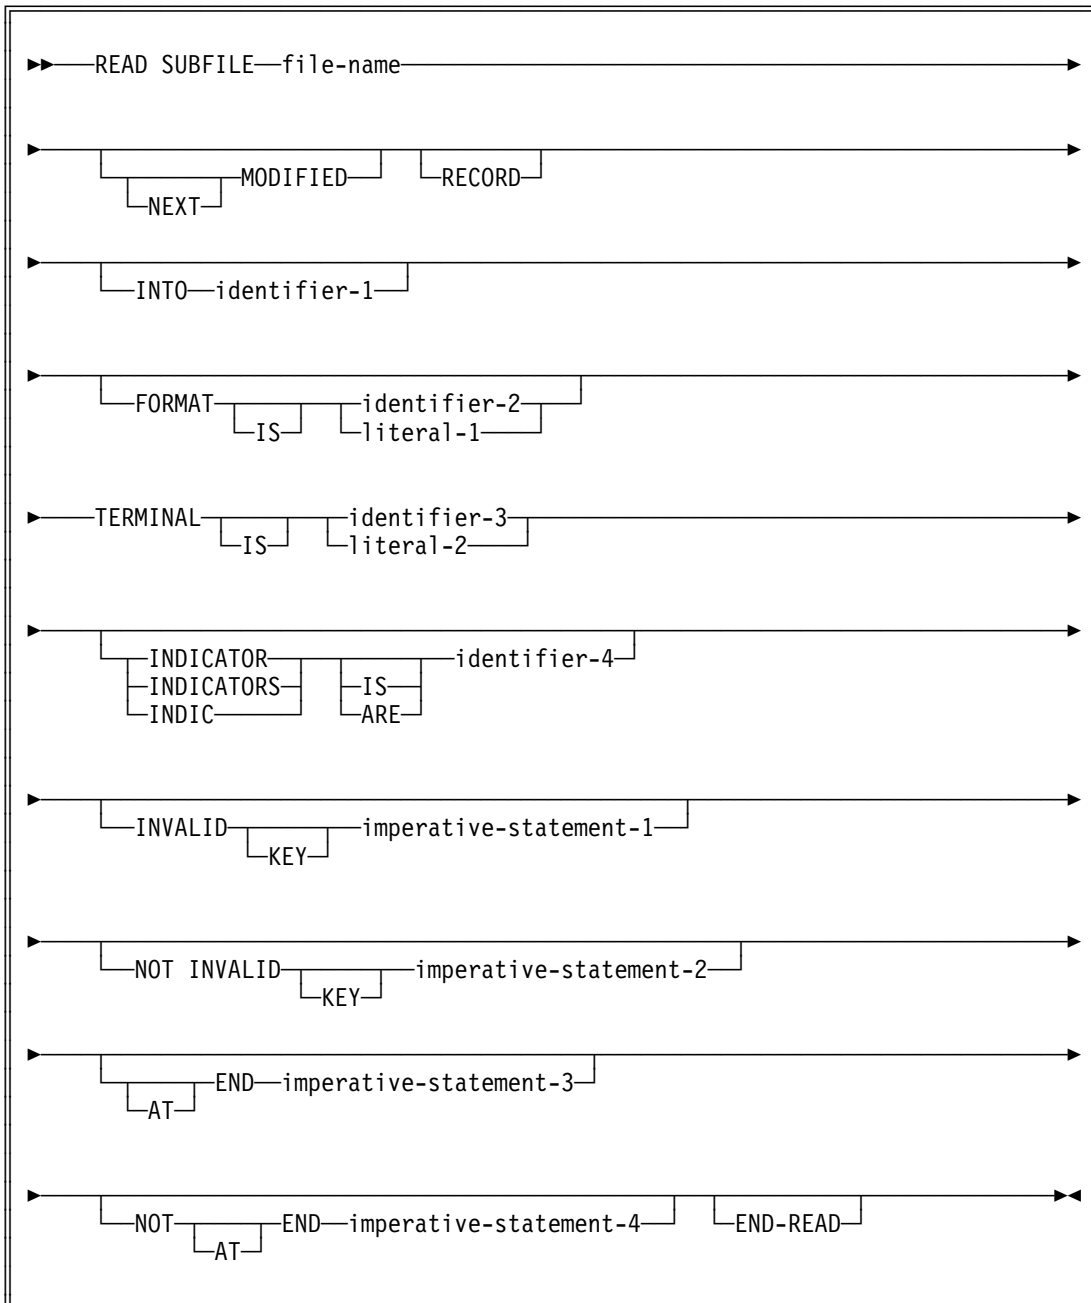 READ SUBFILE file-name
MODIFIED RECORD
NEXT
INTO identifier-1
FORMAT identifier-2
IS literal-1
TERMINAL identifier-3
IS literal-2
INDICATOR identifier-4
INDICATORS IS
INDIC ARE
INVALID imperative-statement-1
KEY
NOT INVALID imperative-statement-2
KEY
END imperative-statement-3
AT
NOT END imperative-statement-4 END-READ
AT